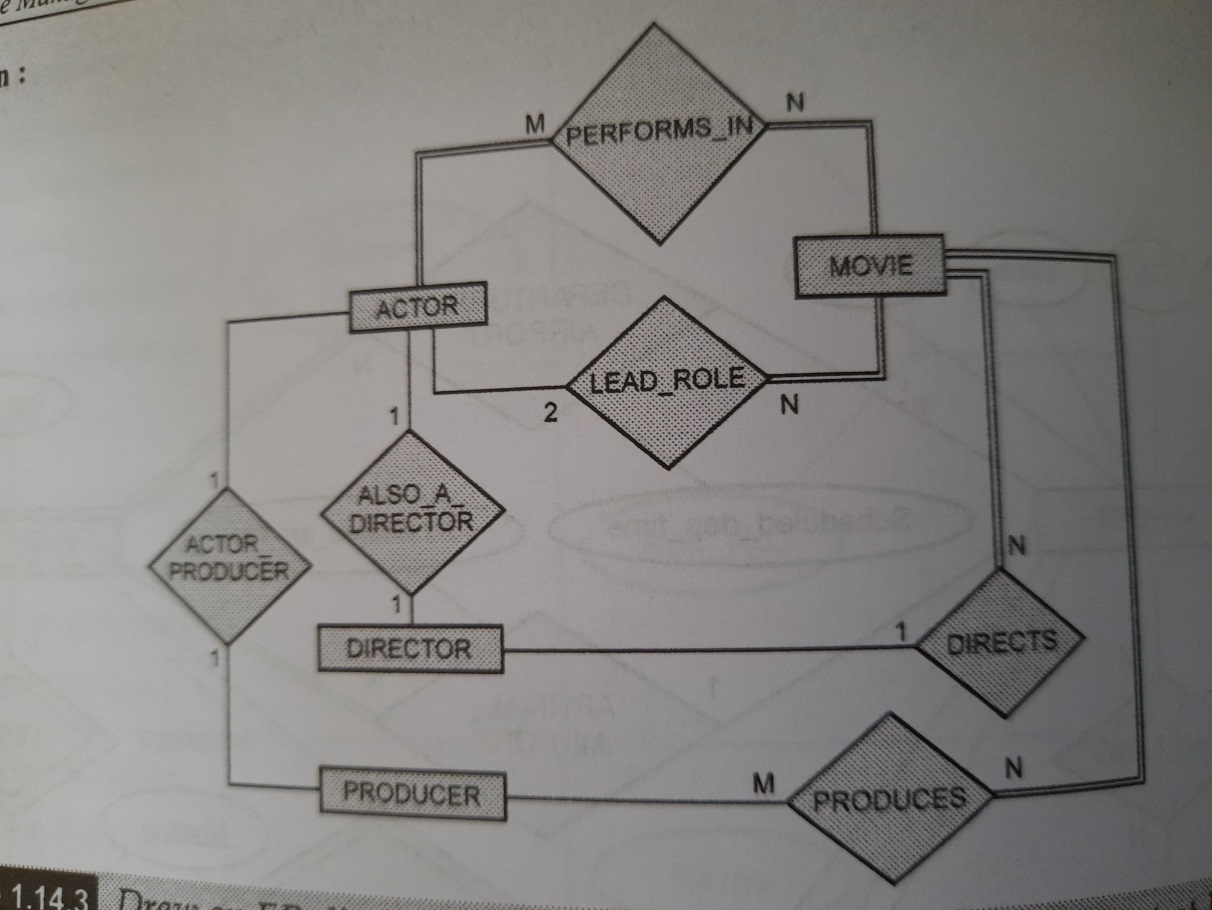 n :
M
PERFORMS_IN
N
MOVIE
ACTOR
LEAD_ROLE
2
N
1
ALSO_A_
DIRECTOR
1
1
ACTOR_
PRODUCER
1
DIRECTOR
1
DIRECTS
N
PRODUCER
M
PRODUCES
N
1.14.3